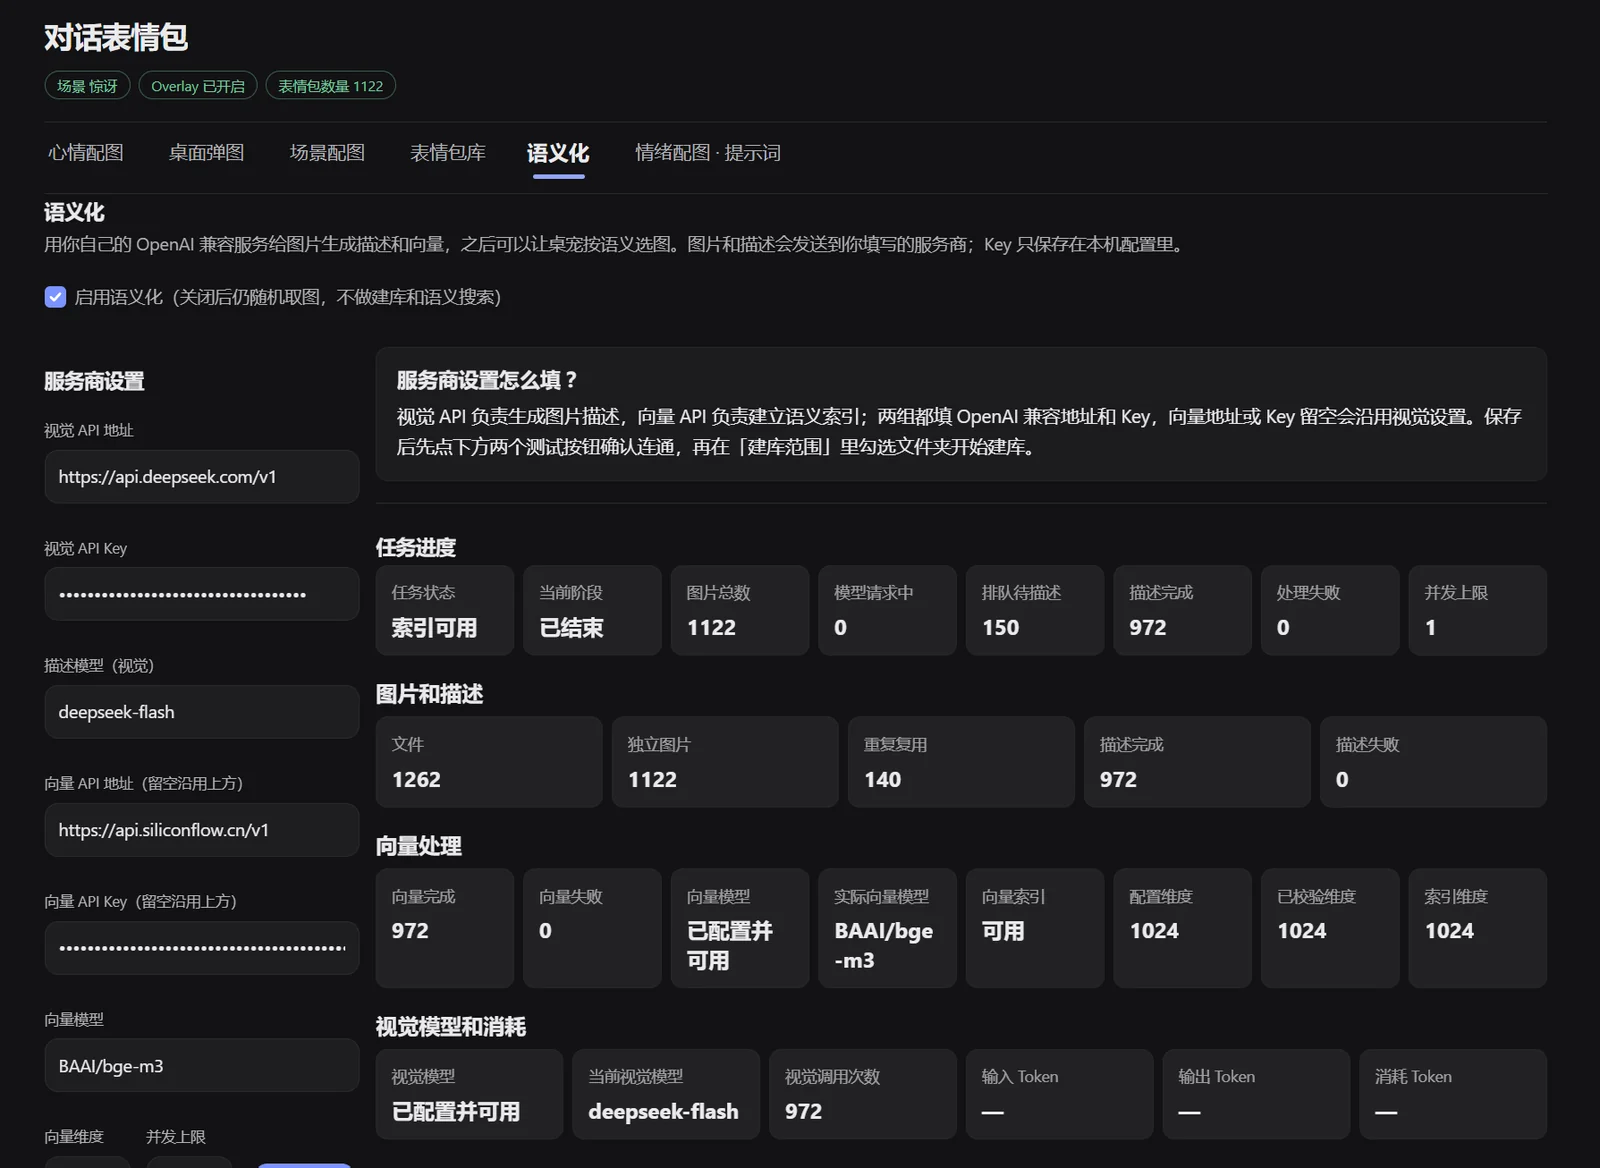 对话表情包
场景 惊讶
Overlay 已开启
表情包数量 1122
心情配图
桌面弹图
场景配图
表情包库
语义化
情绪配图 · 提示词
语义化
用你自己的 OpenAI 兼容服务给图片生成描述和向量，之后可以让桌宠按语义选图。图片和描述会发送到你填写的服务商；Key 只保存在本机配置里。
启用语义化（关闭后仍随机取图，不做建库和语义搜索）
服务商设置
视觉 API 地址
https://api.deepseek.com/v1
视觉 API Key
•••••••••••••••••••••••••••••••••••
描述模型（视觉）
deepseek-flash
向量 API 地址（留空沿用上方）
https://api.siliconflow.cn/v1
向量 API Key（留空沿用上方）
•••••••••••••••••••••••••••••••••••••••••
向量模型
BAAI/bge-m3
向量维度
并发上限
服务商设置怎么填？
视觉 API 负责生成图片描述，向量 API 负责建立语义索引；两组都填 OpenAI 兼容地址和 Key，向量地址或 Key 留空会沿用视觉设置。保存
后先点下方两个测试按钮确认连通，再在「建库范围」里勾选文件夹开始建库。
任务进度
任务状态
索引可用
当前阶段
已结束
图片总数
1122
模型请求中
0
排队待描述
150
描述完成
972
处理失败
0
并发上限
1
图片和描述
文件
1262
独立图片
1122
重复复用
140
描述完成
972
描述失败
0
向量处理
向量完成
972
向量失败
0
向量模型
已配置并
可用
实际向量模型
BAAI/bge
-m3
向量索引
可用
配置维度
1024
已校验维度
1024
索引维度
1024
视觉模型和消耗
视觉模型
已配置并可用
当前视觉模型
deepseek-flash
视觉调用次数
972
输入 Token
—
输出 Token
—
消耗 Token
—